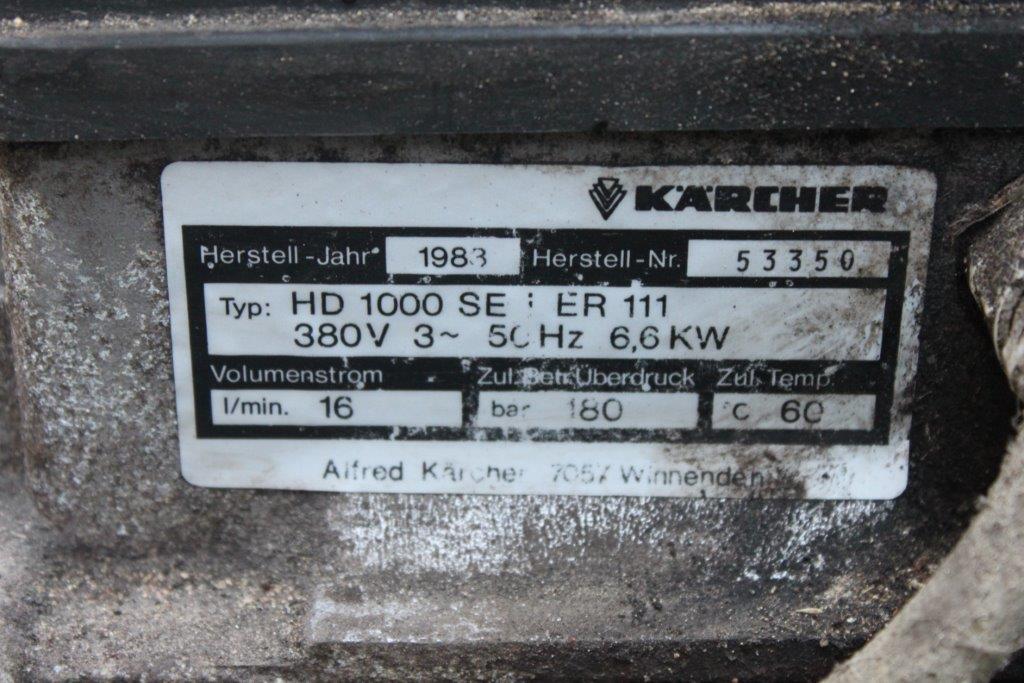 KÄRCHER
Herstell-Jahr 1983 Herstell-Nr. 53350
Typ: HD 1000 SE ER 111
380V 3~ 50Hz 6,6KW
Volumenstrom Zul. Betr. Überdruck Zul. Temp.
l/min. 16 bar 180 °C 60
Alfred Kärcher 7057 Winnenden